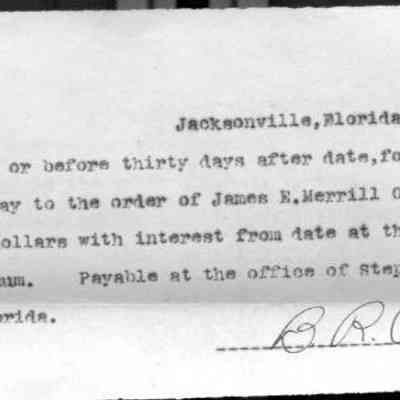 Jacksonville,Florida
or before thirty days after date,fo
ay to the order of James E.Merrill O
ollars with interest from date at th
num. Payable at the office of Step
orida.
B. R.